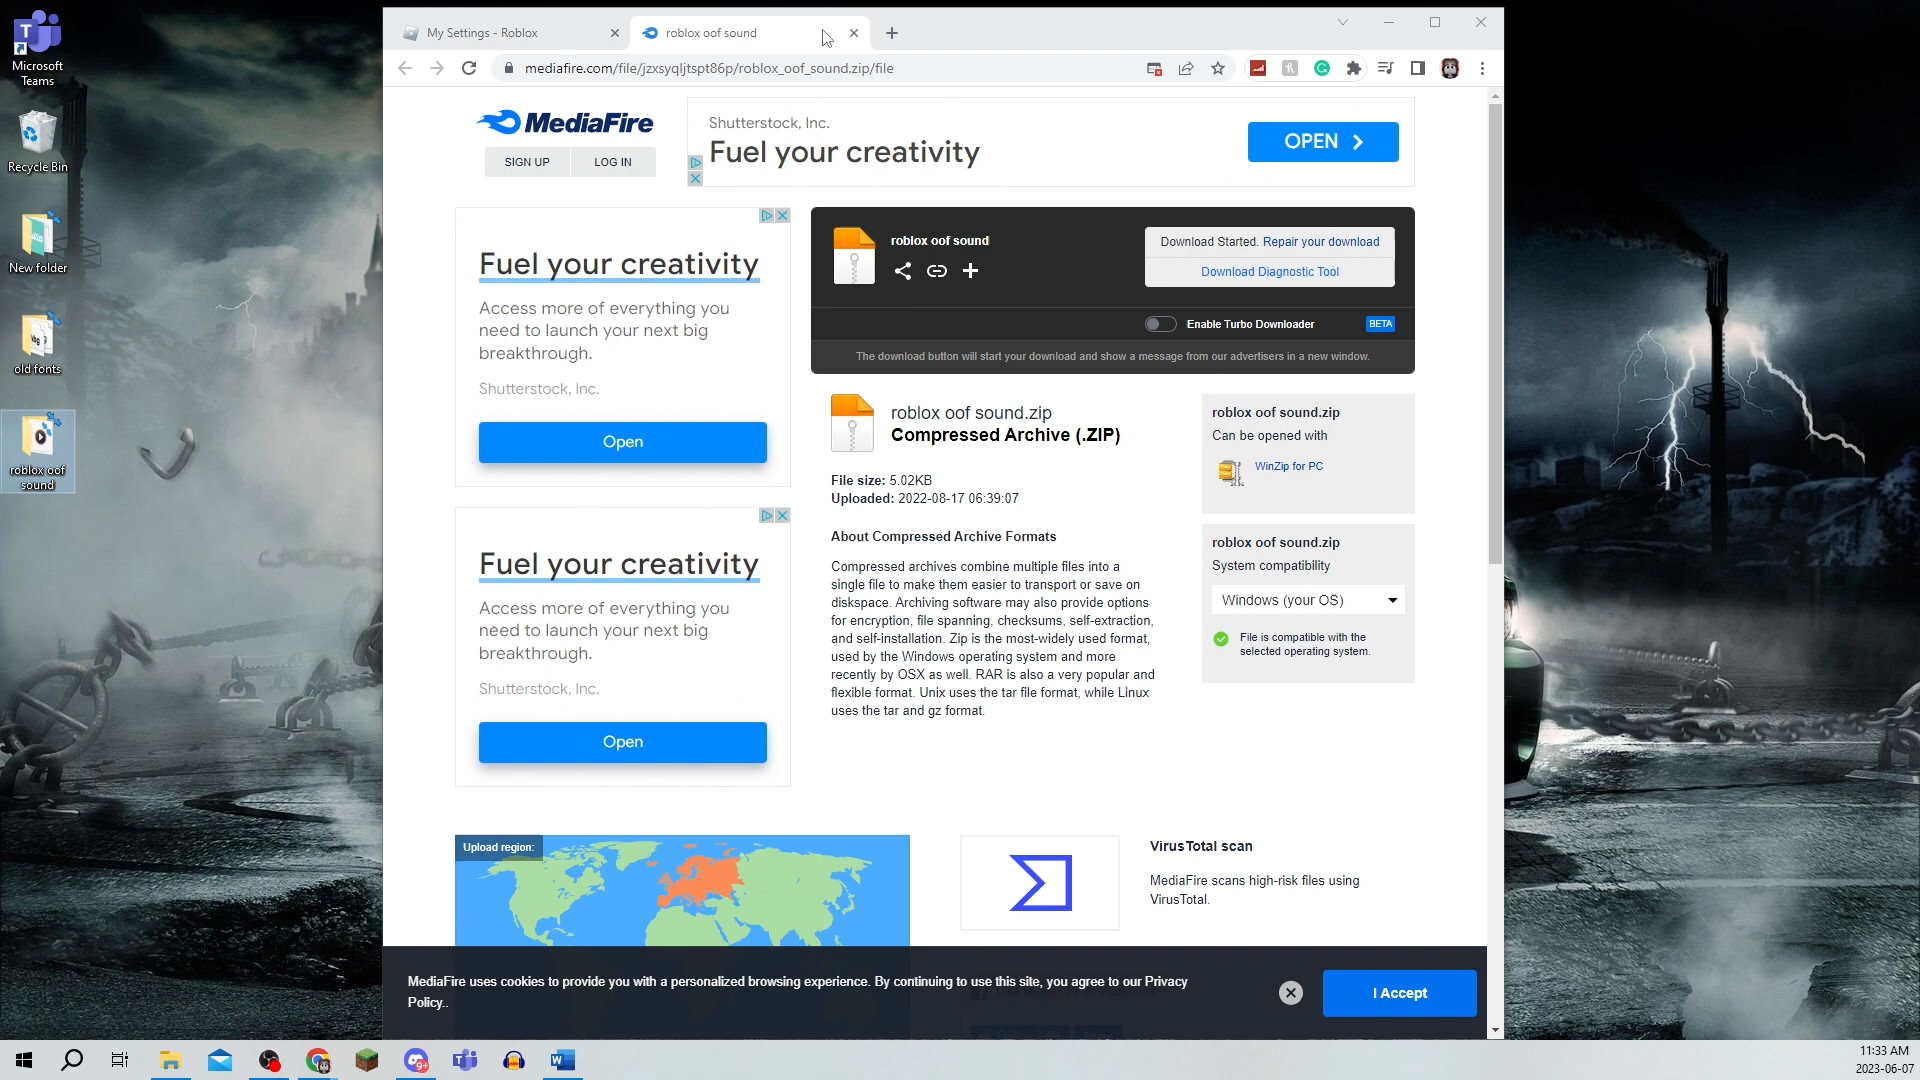 Microsoft
Teams
Recycle Bin
New folder
old fonts
roblox oof
sound
My Settings - Roblox
roblox oof sound
mediafire.com/file/jzxsyqljtspt86p/roblox_oof_sound.zip/file
MediaFire
SIGN UP
LOG IN
Shutterstock, Inc.
Fuel your creativity
OPEN
Fuel your creativity
Access more of everything you
need to launch your next big
breakthrough.
Shutterstock, Inc.
Open
roblox oof sound
Download Started. Repair your download
Download Diagnostic Tool
Enable Turbo Downloader
BETA
The download button will start your download and show a message from our advertisers in a new window.
roblox oof sound.zip
Compressed Archive (.ZIP)
File size: 5.02KB
Uploaded: 2022-08-17 06:39:07
About Compressed Archive Formats
Compressed archives combine multiple files into a
single file to make them easier to transport or save on
diskspace. Archiving software may also provide options
for encryption, file spanning, checksums, self-extraction,
and self-installation. Zip is the most-widely used format,
used by the Windows operating system and more
recently by OSX as well. RAR is also a very popular and
flexible format. Unix uses the tar file format, while Linux
uses the tar and gz format.
roblox oof sound.zip
Can be opened with
WinZip for PC
roblox oof sound.zip
System compatibility
Windows (your OS)
File is compatible with the
selected operating system.
Fuel your creativity
Access more of everything you
need to launch your next big
breakthrough.
Shutterstock, Inc.
Open
Upload region:
VirusTotal scan
MediaFire scans high-risk files using
VirusTotal.
MediaFire uses cookies to provide you with a personalized browsing experience. By continuing to use this site, you agree to our Privacy
Policy..
I Accept
9+
11:33 AM
2023-06-07